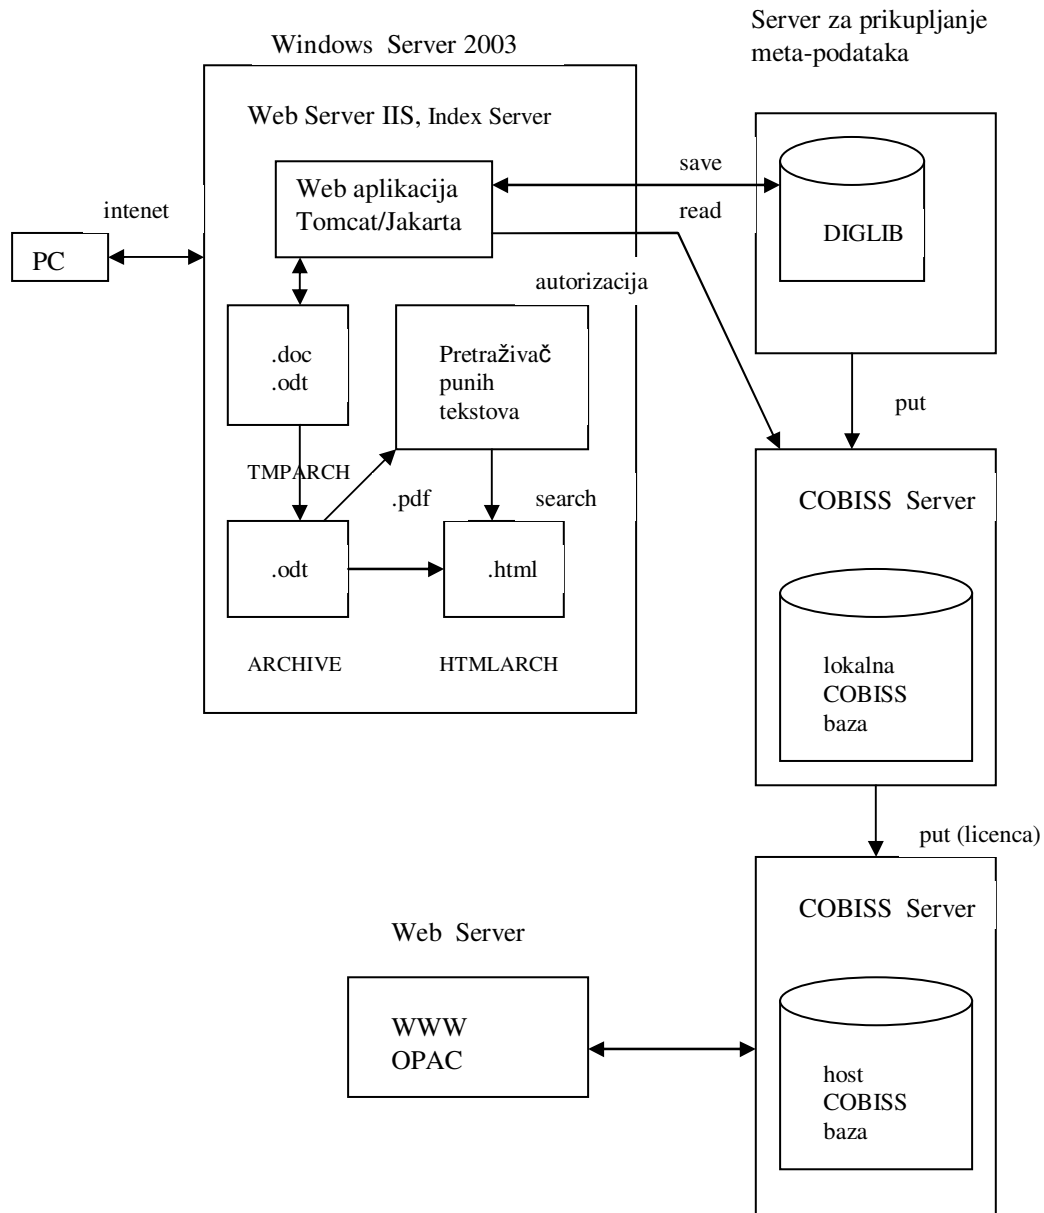 Server za prikupljanje
meta-podataka
Windows Server 2003
Web Server IIS, Index Server
Web aplikacija
Tomcat/Jakarta
save
read
intenet
PC
DIGLIB
autorizacija
.doc
.odt
Pretraživač
punih
tekstova
put
TMPARCH
.pdf
search
COBISS Server
.odt
.html
ARCHIVE
HTMLARCH
lokalna
COBISS
baza
put (licenca)
COBISS Server
Web Server
WWW
OPAC
host
COBISS
baza